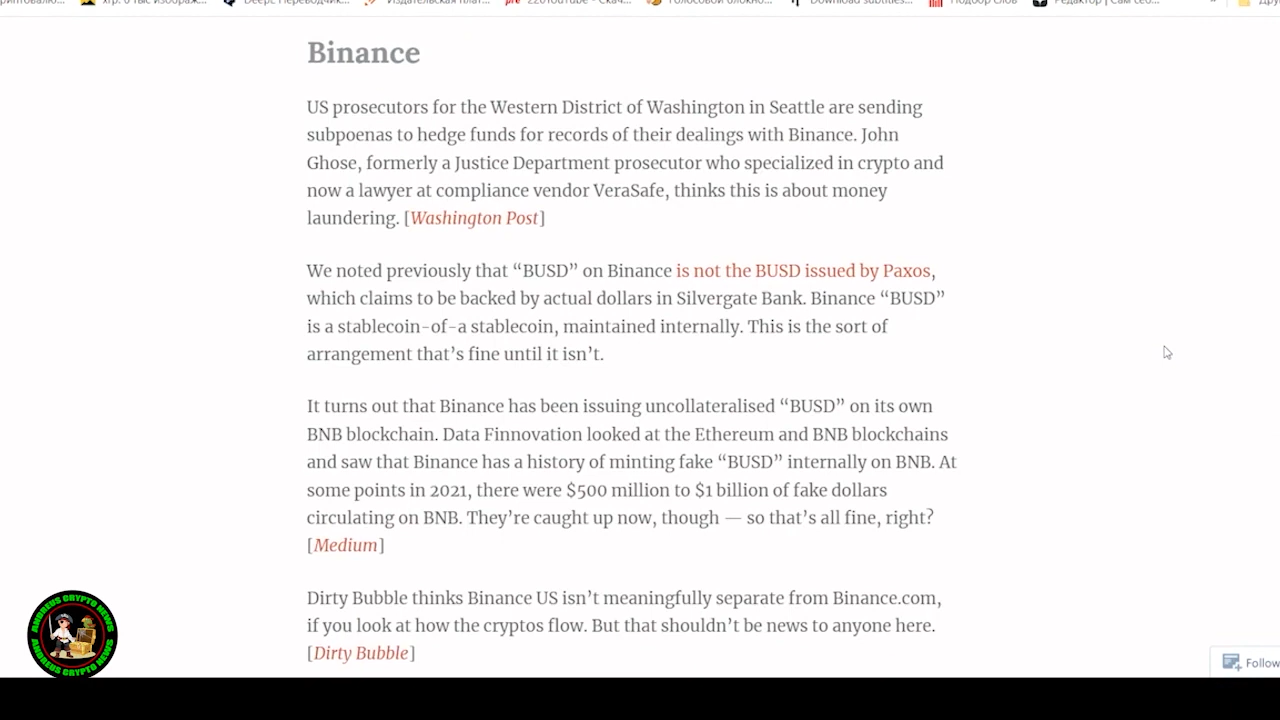 Binance
US prosecutors for the Western District of Washington in Seattle are sending
subpoenas to hedge funds for records of their dealings with Binance. John
Ghose, formerly a Justice Department prosecutor who specialized in crypto and
now a lawyer at compliance vendor VeraSafe, thinks this is about money
laundering. [Washington Post]
We noted previously that “BUSD” on Binance is not the BUSD issued by Paxos,
which claims to be backed by actual dollars in Silvergate Bank. Binance “BUSD”
is a stablecoin-of-a stablecoin, maintained internally. This is the sort of
arrangement that’s fine until it isn’t.
It turns out that Binance has been issuing uncollateralised “BUSD” on its own
BNB blockchain. Data Finnovation looked at the Ethereum and BNB blockchains
and saw that Binance has a history of minting fake “BUSD” internally on BNB. At
some points in 2021, there were $500 million to $1 billion of fake dollars
circulating on BNB. They’re caught up now, though — so that’s all fine, right?
[Medium]
Dirty Bubble thinks Binance US isn’t meaningfully separate from Binance.com,
if you look at how the cryptos flow. But that shouldn’t be news to anyone here.
[Dirty Bubble]
ANDREUS CRYPTO NEWS
ANDREUS CRYPTO NEWS
Follow